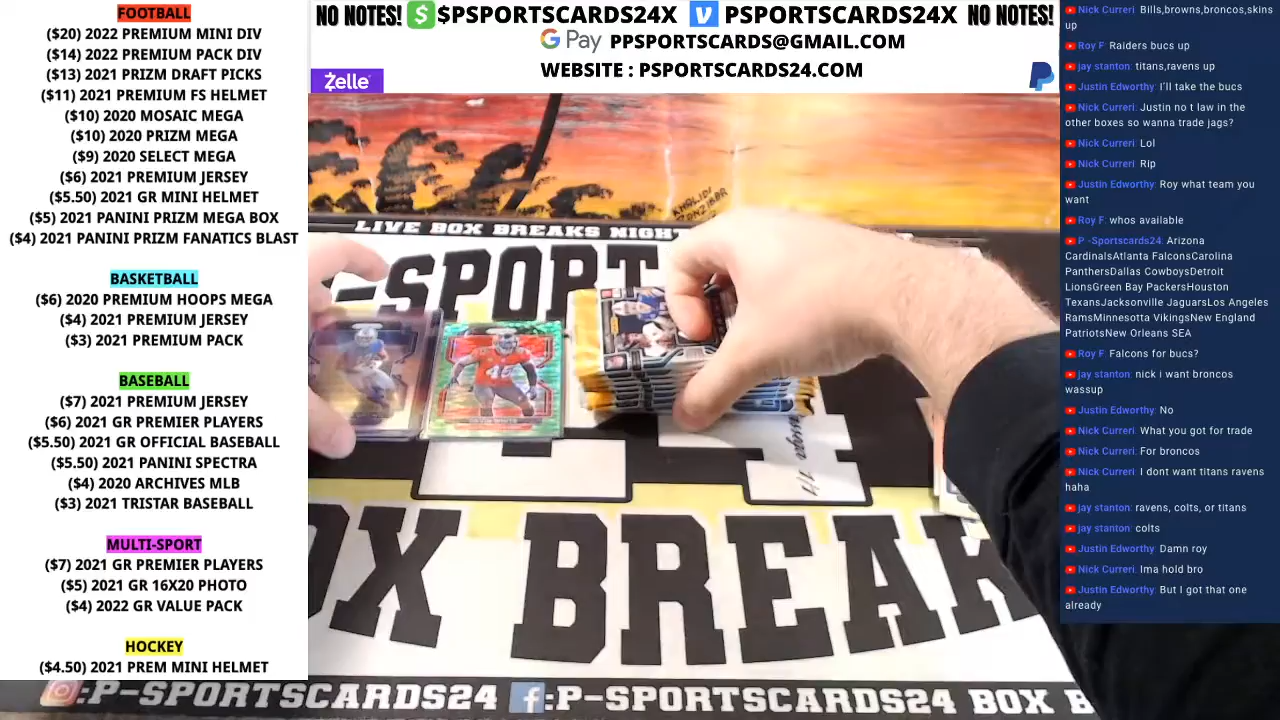 FOOTBALL
($20) 2022 PREMIUM MINI DIV
($14) 2022 PREMIUM PACK DIV
($13) 2021 PRIZM DRAFT PICKS
($11) 2021 PREMIUM FS HELMET
($10) 2020 MOSAIC MEGA
($10) 2020 PRIZM MEGA
($9) 2020 SELECT MEGA
($6) 2021 PREMIUM JERSEY
($5.50) 2021 GR MINI HELMET
($5) 2021 PANINI PRIZM MEGA BOX
($4) 2021 PANINI PRIZM FANATICS BLAST
BASKETBALL
($6) 2020 PREMIUM HOOPS MEGA
($4) 2021 PREMIUM JERSEY
($3) 2021 PREMIUM PACK
BASEBALL
($7) 2021 PREMIUM JERSEY
($6) 2021 GR PREMIER PLAYERS
($5.50) 2021 GR OFFICIAL BASEBALL
($5.50) 2021 PANINI SPECTRA
($4) 2020 ARCHIVES MLB
($3) 2021 TRISTAR BASEBALL
MULTI-SPORT
($7) 2021 GR PREMIER PLAYERS
($5) 2021 GR 16X20 PHOTO
($4) 2022 GR VALUE PACK
HOCKEY
($4.50) 2021 PREM MINI HELMET
NO NOTES! $ $PSPORTSCARDS24X V PSPORTSCARDS24X NO NOTES!
G Pay PPSPORTSCARDS@GMAIL.COM
WEBSITE : PSPORTSCARDS24.COM
Zelle
KHALIDI
ZANZIBAR
LIVE BOX BREAKS NIGHT
-SPORT
OX BREAK
:P-SPORTSCARDS24 f:P-SPORTSCARDS24 BOX B
Nick Curreri: Bills,browns,broncos,skins
up
Roy F: Raiders bucs up
jay stanton: titans,ravens up
Justin Edworthy: I'll take the bucs
Nick Curreri: Justin no t law in the
other boxes so wanna trade jags?
Nick Curreri: Lol
Nick Curreri: Rip
Justin Edworthy: Roy what team you
want
Roy F: whos available
P -Sportscards24: Arizona
CardinalsAtlanta FalconsCarolina
PanthersDallas CowboysDetroit
LionsGreen Bay PackersHouston
TexansJacksonville JaguarsLos Angeles
RamsMinnesota VikingsNew England
PatriotsNew Orleans SEA
Roy F: Falcons for bucs?
jay stanton: nick i want broncos
wassup
Justin Edworthy: No
Nick Curreri: What you got for trade
Nick Curreri: For broncos
Nick Curreri: I dont want titans ravens
haha
jay stanton: ravens, colts, or titans
jay stanton: colts
Justin Edworthy: Damn roy
Nick Curreri: Ima hold bro
Justin Edworthy: But I got that one
already